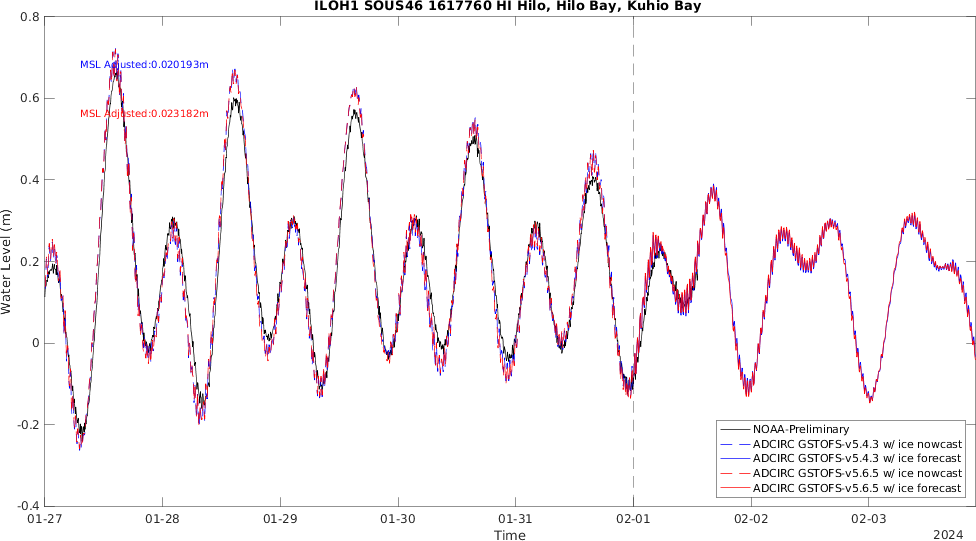 ILOH1 SOUS46 1617760 HI Hilo, Hilo Bay, Kuhio Bay
0.8
0.6
0.4
0.2
0
-0.2
-0.4
Water Level (m)
MSL Adjusted:0.020193m
MSL Adjusted:0.023182m
NOAA-Preliminary
ADCIRC GSTOFS-v5.4.3 w/ ice nowcast
ADCIRC GSTOFS-v5.4.3 w/ ice forecast
ADCIRC GSTOFS-v5.6.5 w/ ice nowcast
ADCIRC GSTOFS-v5.6.5 w/ ice forecast
01-27 01-28 01-29 01-30 01-31 02-01 02-02 02-03
Time
2024